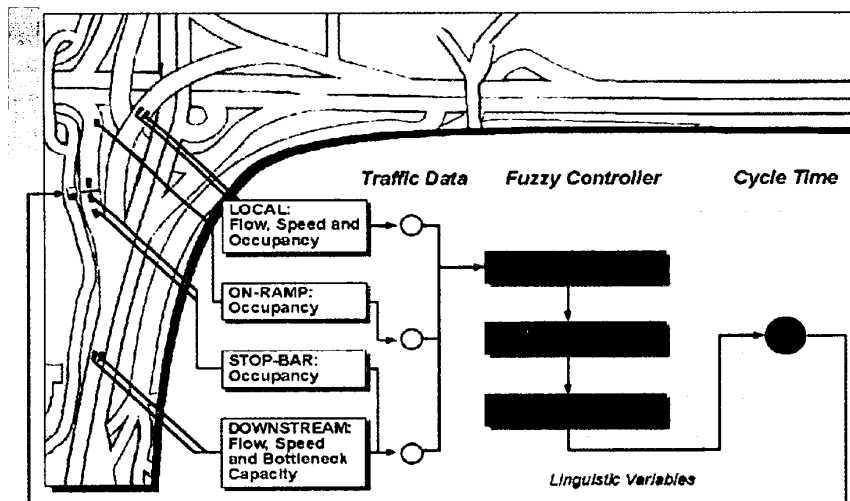 Traffic Data Fuzzy Controller Cycle Time
LOCAL:
Flow, Speed and
Occupancy
ON-RAMP:
Occupancy
STOP-BAR:
Occupancy
DOWNSTREAM:
Flow, Speed
and Bottleneck
Capacity
Linguistic Variables